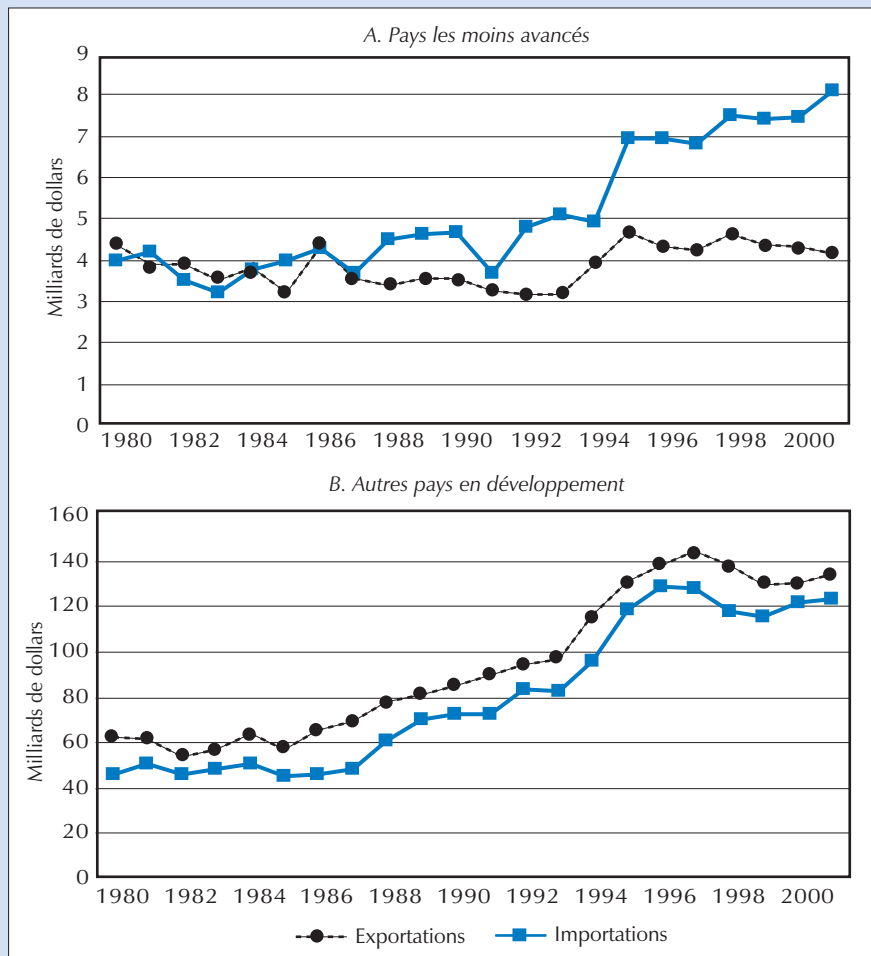 A. Pays les moins avancés
Milliards de dollars
9
8
7
6
5
4
3
2
1
0
1980 1982 1984 1986 1988 1990 1992 1994 1996 1998 2000
B. Autres pays en développement
Milliards de dollars
160
140
120
100
80
60
40
20
0
1980 1982 1984 1986 1988 1990 1992 1994 1996 1998 2000
Exportations Importations